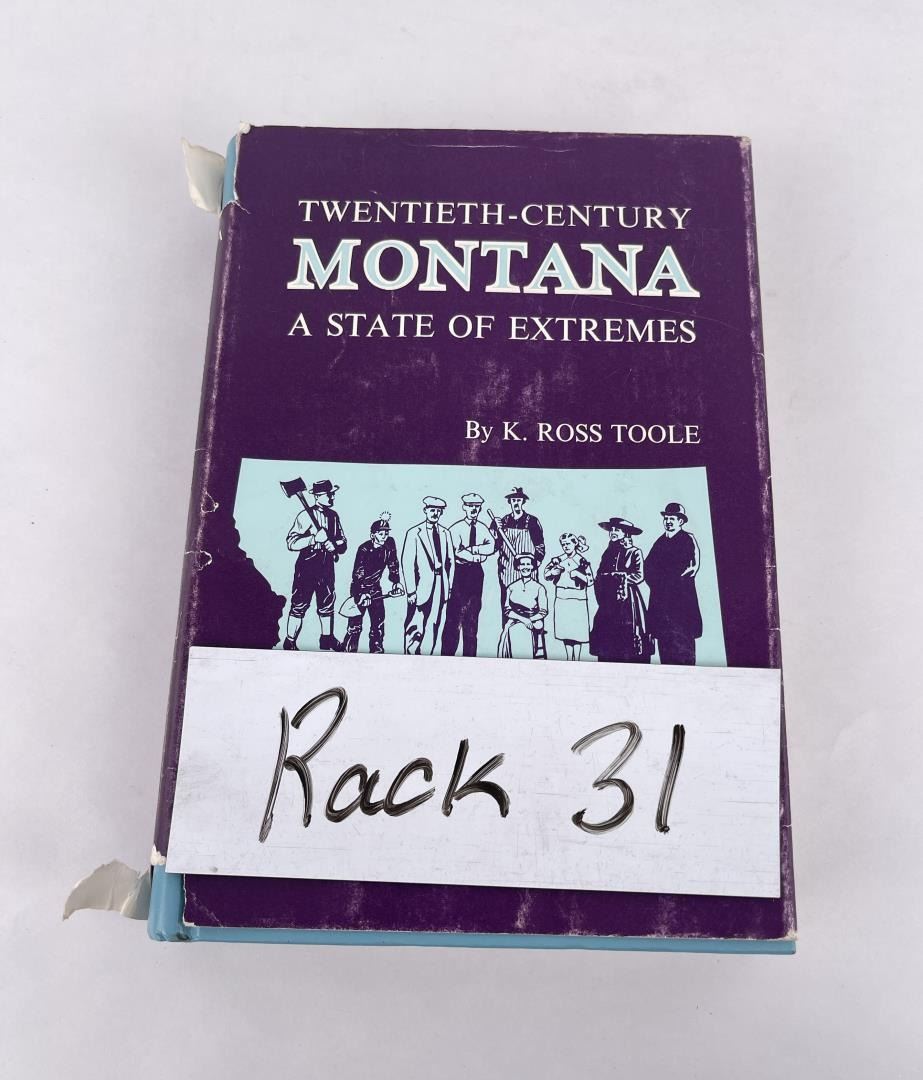 TWENTIETH-CENTURY
MONTANA
A STATE OF EXTREMES
By K. ROSS TOOLE
Rack 31